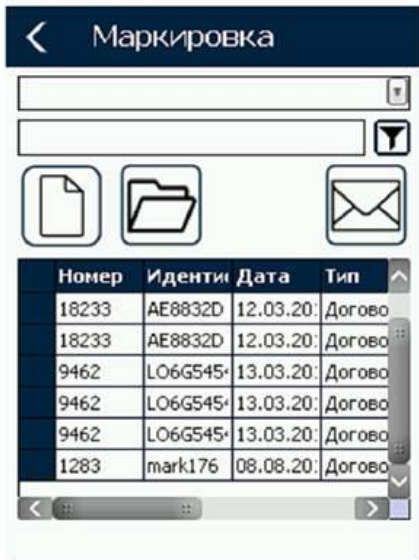 Маркировка
Номер Иденти Дата Тип
18233 AE8832D 12.03.20 Догово
18233 AE8832D 12.03.20 Догово
9462 LO6G545 13.03.20 Догово
9462 LO6G545 13.03.20 Догово
9462 LO6G545 13.03.20 Догово
1283 mark176 08.08.20 Догово